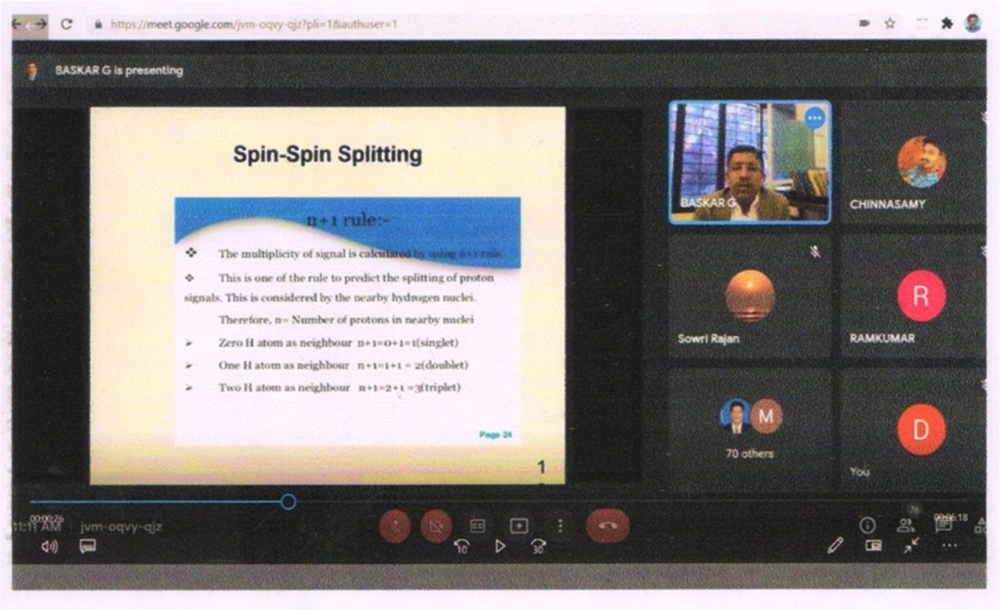 https://meet.google.com/jvm-oqvy-qjz?pli=1&authuser=1
BASKAR G is presenting
Spin-Spin Splitting
n+1 rule:-
The multiplicity of signal is calculated by using n+1 rule
This is one of the rule to predict the splitting of proton
signals. This is considered by the nearby hydrogen nuclei.
Therefore, n= Number of protons in nearby nuclei
Zero H atom as neighbour n+1=0+1=1(singlet)
One H atom as neighbour n+1=1+1 = 2(doublet)
Two H atom as neighbour n+1=2+1 =3(triplet)
Page 24
1
BASKAR G
CHINNASAMY
Sowri Rajan
R
RAMKUMAR
M
70 others
D
You
00:00:26
11:11 AM | jvm-oqvy-qjz
CC
76
00:06:18
10
30